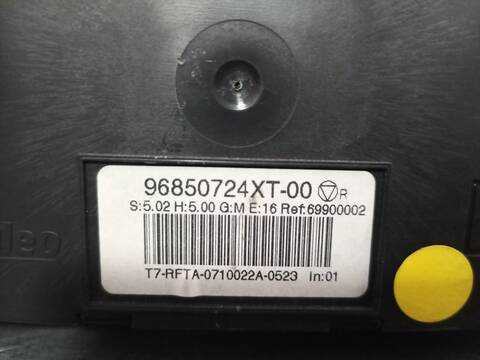 96850724XT-00 R
S:5.02 H:5.00 G:M E:16 Ref:69900002
T7-RFTA-0710022A-0523 In:01